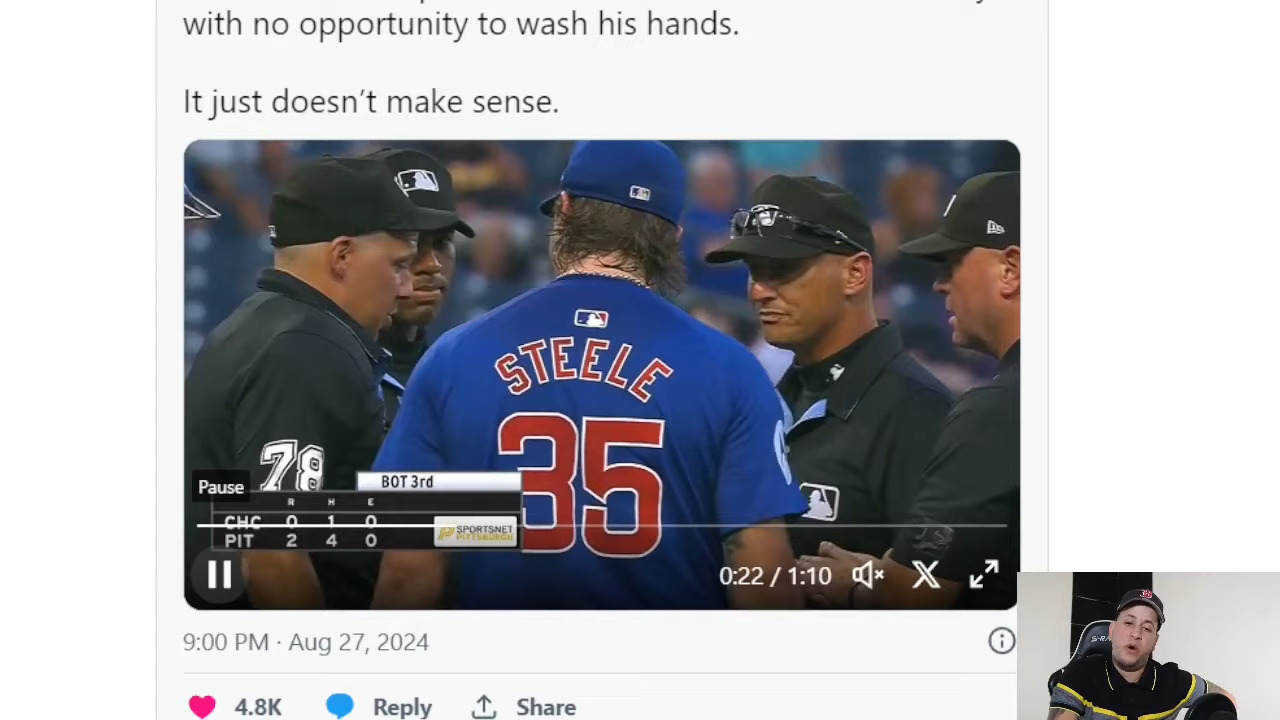 with no opportunity to wash his hands.
It just doesn't make sense.
STEELE
35
78
Pause
BOT 3rd
R H E
CHC 0 1 0
PIT 2 4 0
SPORTSNET
PITTSBURGH
0:22 / 1:10
9:00 PM · Aug 27, 2024
4.8K
Reply
Share